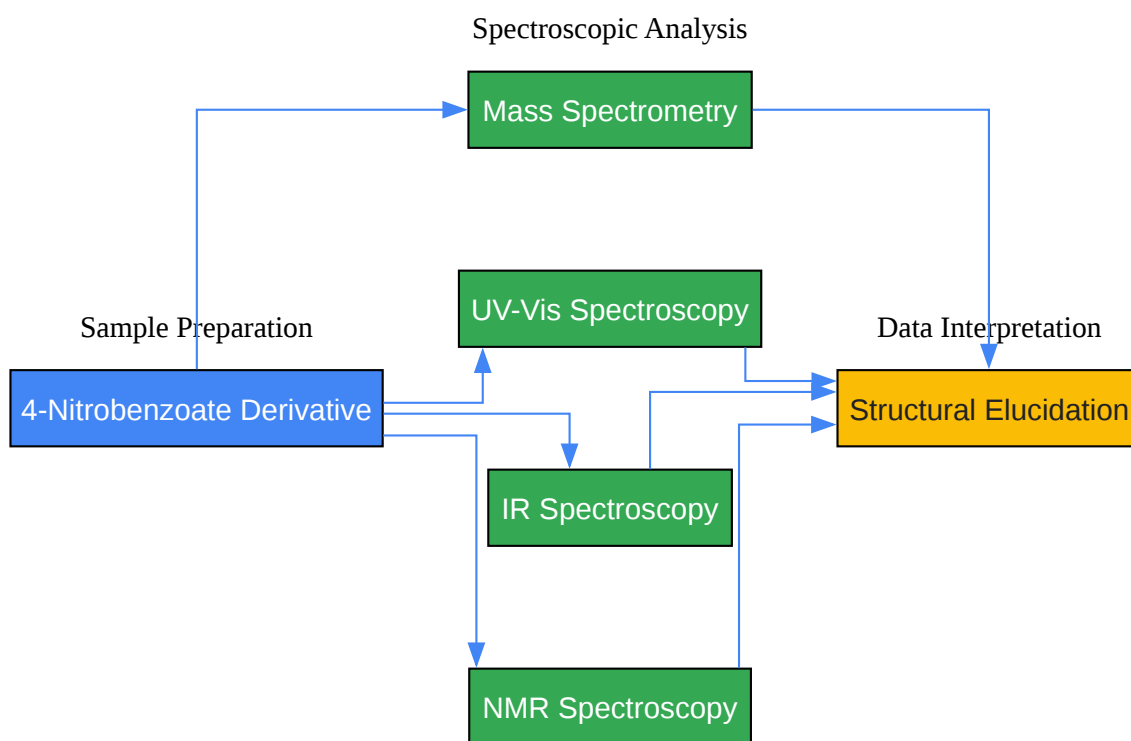 Spectroscopic Analysis
Mass Spectrometry
UV-Vis Spectroscopy
Sample Preparation
Data Interpretation
4-Nitrobenzoate Derivative
Structural Elucidation
IR Spectroscopy
NMR Spectroscopy